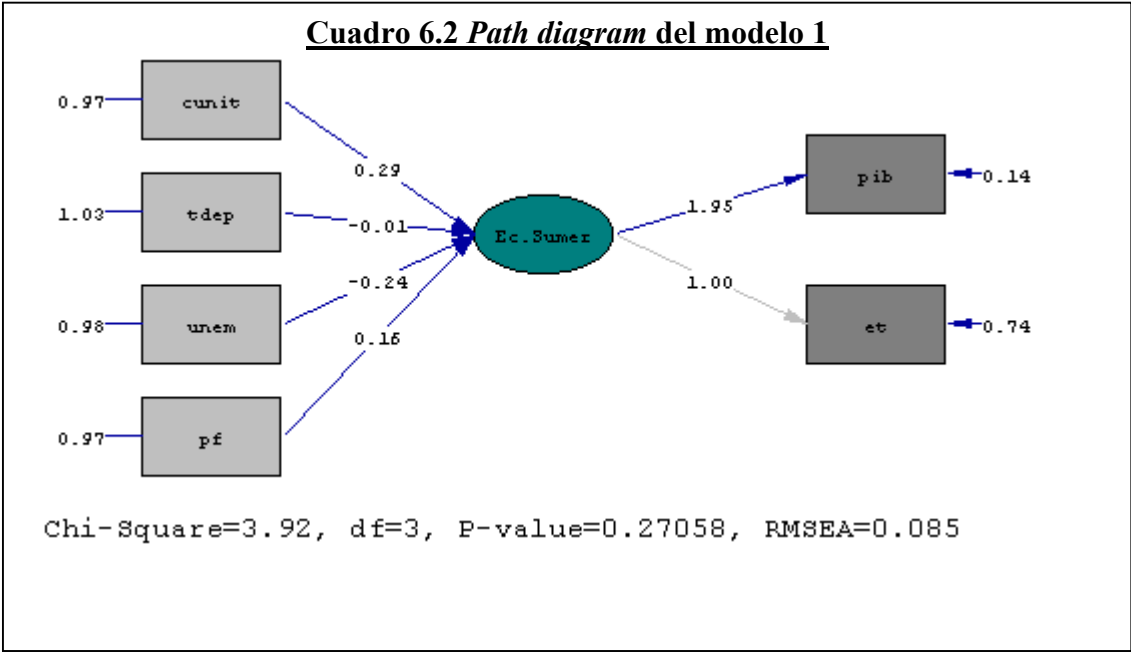 Cuadro 6.2 Path diagram del modelo 1
0.97
cunit
0.29
1.03
tdep
-0.01
0.98
unem
-0.24
0.97
pf
0.16
Ec.Sumer
1.95
pib
0.14
1.00
et
0.74
Chi-Square=3.92, df=3, P-value=0.27058, RMSEA=0.085